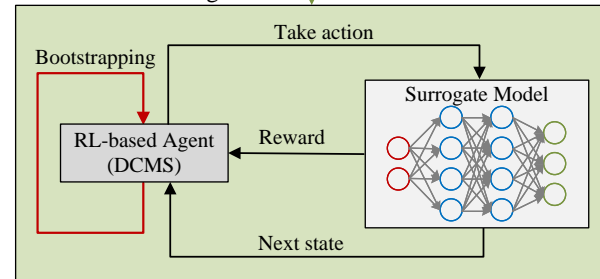 Take action
Bootstrapping
Surrogate Model
RL-based Agent
(DCMS)
Reward
Next state